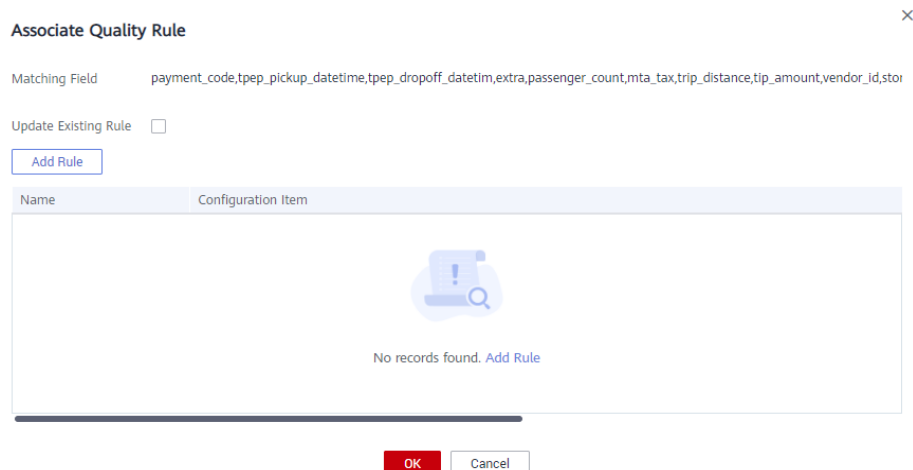 Associate Quality Rule
Matching Field payment_code,tpep_pickup_datetime,tpep_dropoff_datetim,extra,passenger_count,mta_tax,trip_distance,tip_amount,vendor_id,stor
Update Existing Rule
Add Rule
Name Configuration Item
No records found. Add Rule
OK Cancel